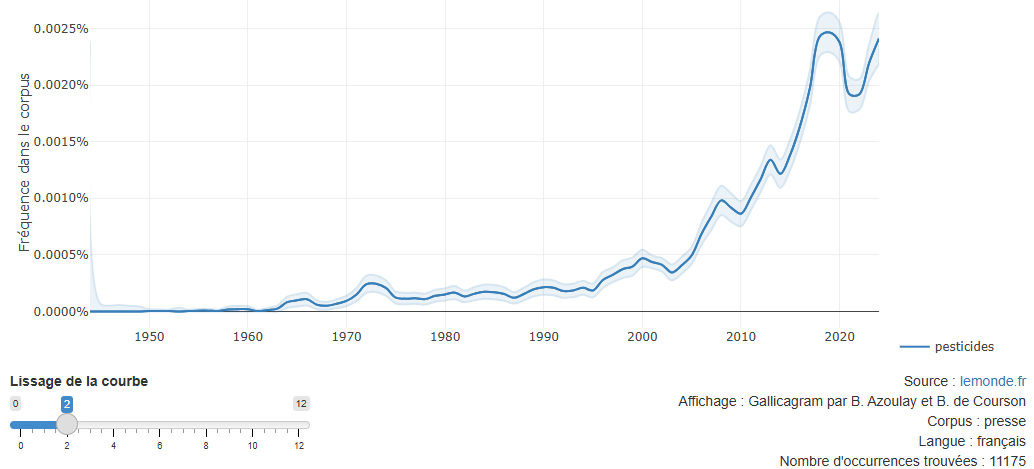 Fréquence dans le corpus
0.0025%
0.0020%
0.0015%
0.0010%
0.0005%
0.0000%
1950 1960 1970 1980 1990 2000 2010 2020
pesticides
Lissage de la courbe
0 2 12
0 2 4 6 8 10 12
Source : lemonde.fr
Affichage : Gallicagram par B. Azoulay et B. de Courson
Corpus : presse
Langue : français
Nombre d'occurrences trouvées : 11175